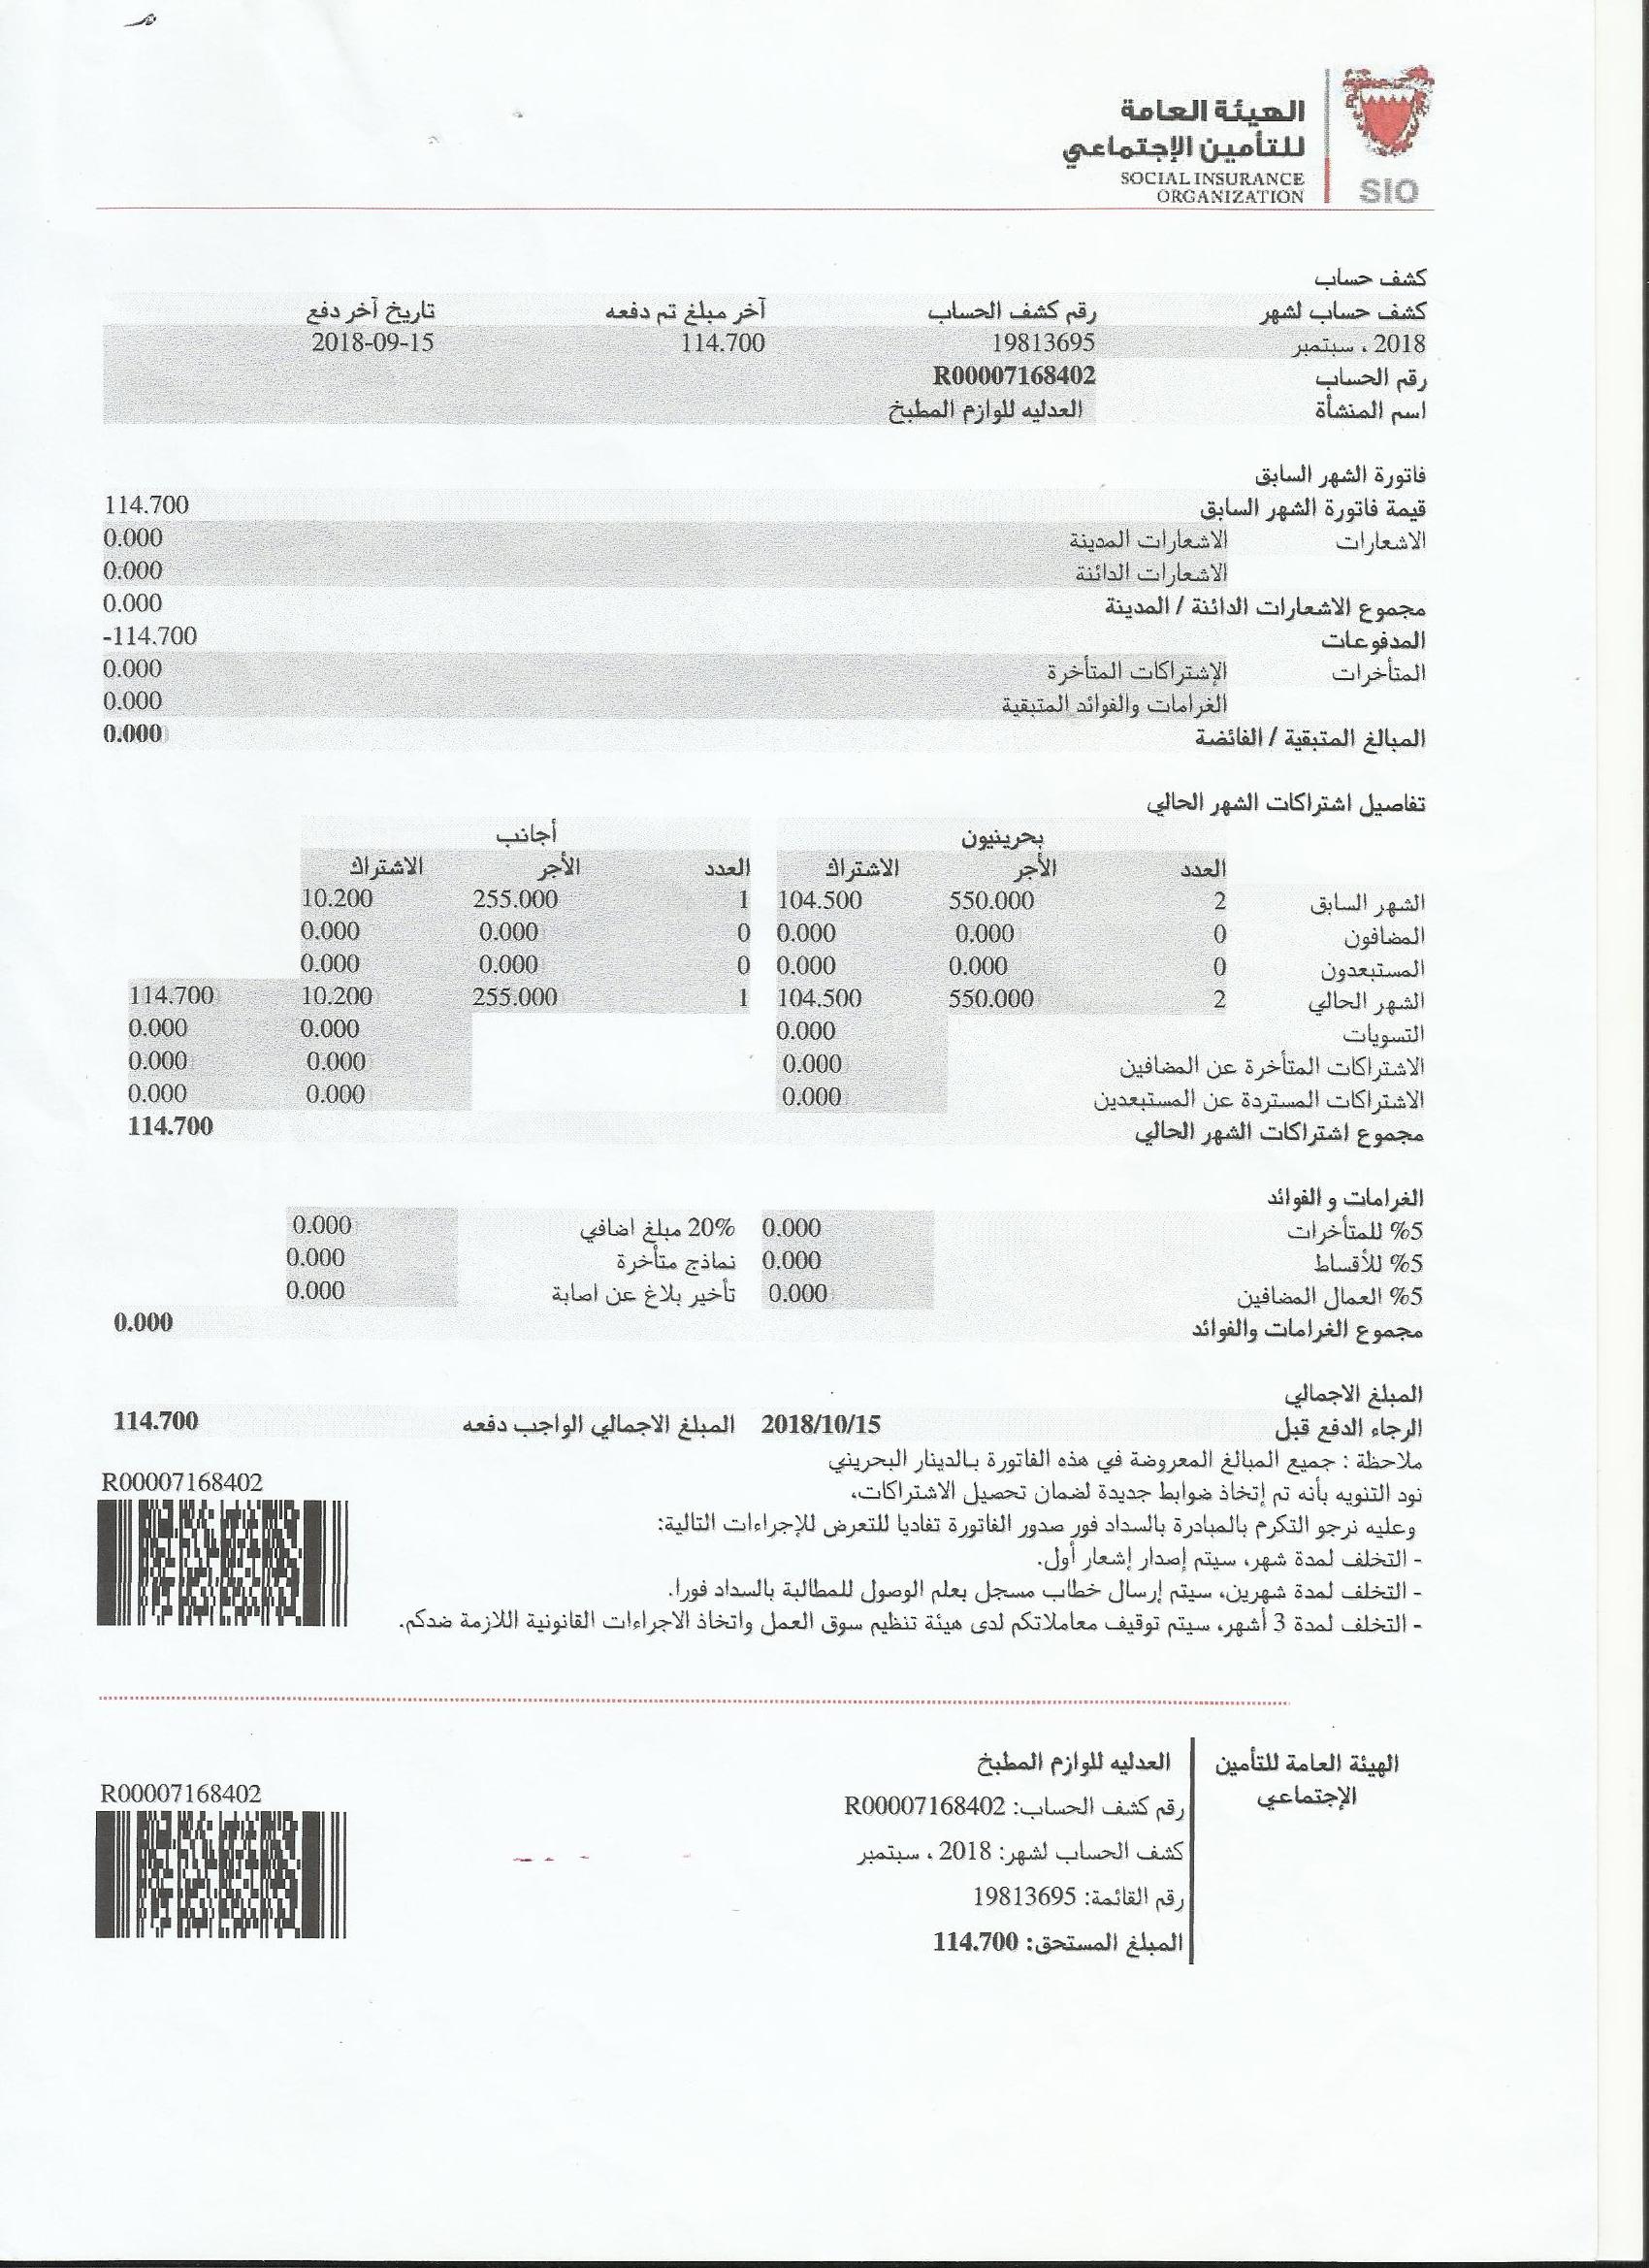 الهيئة العامة
للتأمين الإجتماعي
SOCIAL INSURANCE
ORGANIZATION
SIO
كشف حساب
كشف حساب لشهر رقم كشف الحساب آخر مبلغ تم دفعه تاريخ آخر دفع
2018 ، سبتمبر 19813695 114.700 2018-09-15
رقم الحساب R00007168402
اسم المنشأة العدليه للوازم المطبخ
فاتورة الشهر السابق
قيمة فاتورة الشهر السابق 114.700
الاشعارات الاشعارات المدينة 0.000
الاشعارات الدائنة 0.000
مجموع الاشعارات الدائنة / المدينة 0.000
المدفوعات -114.700
المتأخرات الإشتراكات المتأخرة 0.000
الغرامات والفوائد المتبقية 0.000
المبالغ المتبقية / الفائضة 0.000
تفاصيل اشتراكات الشهر الحالي
بحرينيون أجانب
العدد الأجر الاشتراك العدد الأجر الاشتراك
الشهر السابق 2 550.000 104.500 1 255.000 10.200
المضافون 0 0.000 0.000 0 0.000 0.000
المستبعدون 0 0.000 0.000 0 0.000 0.000
الشهر الحالي 2 550.000 104.500 1 255.000 10.200 114.700
التسويات 0.000 0.000 0.000
الاشتراكات المتأخرة عن المضافين 0.000 0.000 0.000
الاشتراكات المستردة عن المستبعدين 0.000 0.000 0.000
مجموع اشتراكات الشهر الحالي 114.700
الغرامات و الفوائد
5% للمتأخرات 0.000 20% مبلغ اضافي 0.000
5% للأقساط 0.000 نماذج متأخرة 0.000
5% العمال المضافين 0.000 تأخير بلاغ عن اصابة 0.000
مجموع الغرامات والفوائد 0.000
المبلغ الاجمالي
الرجاء الدفع قبل 2018/10/15 المبلغ الاجمالي الواجب دفعه 114.700
ملاحظة : جميع المبالغ المعروضة في هذه الفاتورة بالدينار البحريني
R00007168402
نود التنويه بأنه تم إتخاذ ضوابط جديدة لضمان تحصيل الاشتراكات،
وعليه نرجو التكرم بالمبادرة بالسداد فور صدور الفاتورة تفاديا للتعرض للإجراءات التالية:
- التخلف لمدة شهر، سيتم إصدار إشعار أول.
- التخلف لمدة شهرين، سيتم إرسال خطاب مسجل بعلم الوصول للمطالبة بالسداد فورا.
- التخلف لمدة 3 أشهر، سيتم توقيف معاملاتكم لدى هيئة تنظيم سوق العمل واتخاذ الاجراءات القانونية اللازمة ضدكم.
الهيئة العامة للتأمين
الإجتماعي
العدليه للوازم المطبخ
رقم كشف الحساب: R00007168402
كشف الحساب لشهر: 2018 ، سبتمبر
رقم القائمة: 19813695
المبلغ المستحق: 114.700
R00007168402